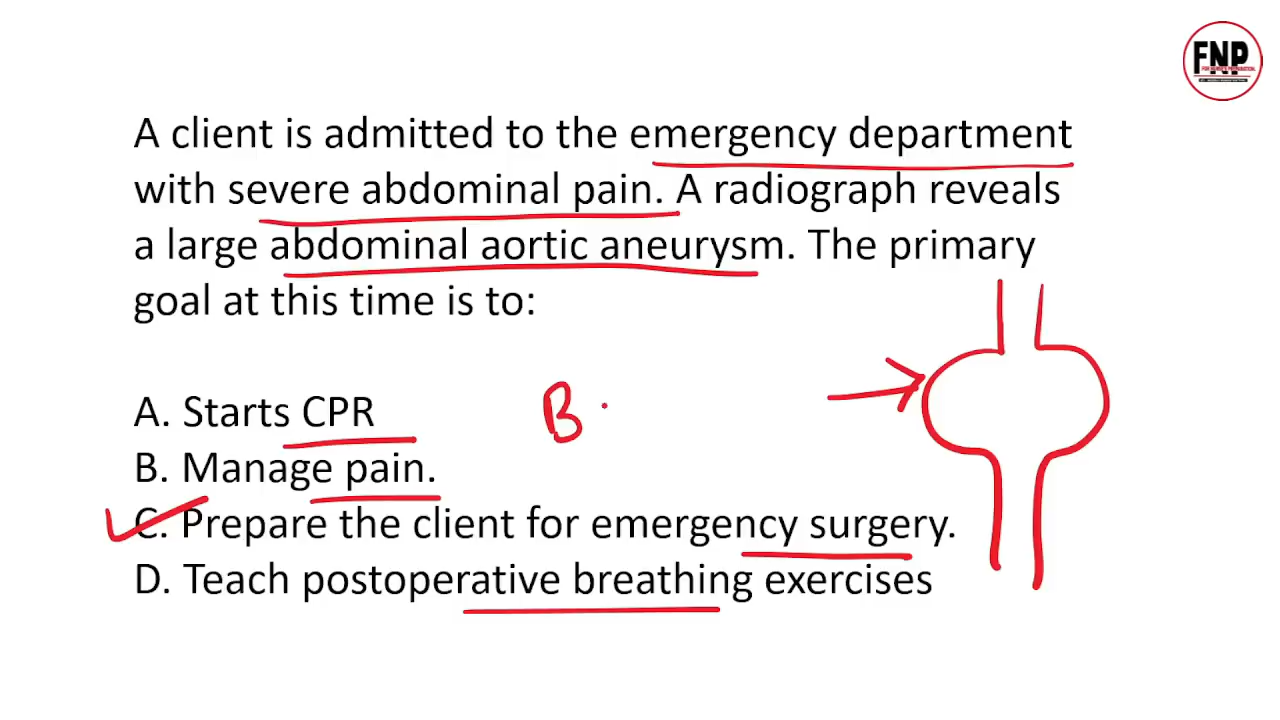 FNP
A client is admitted to the emergency department
with severe abdominal pain. A radiograph reveals
a large abdominal aortic aneurysm. The primary
goal at this time is to:
A. Starts CPR
B
B. Manage pain.
C. Prepare the client for emergency surgery.
D. Teach postoperative breathing exercises